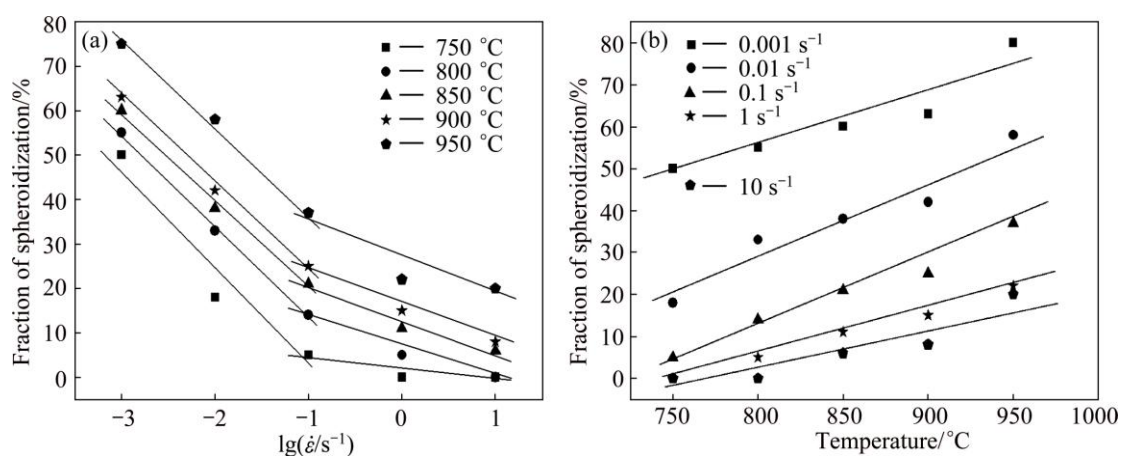 (a)
750 °C
800 °C
850 °C
900 °C
950 °C
80
70
60
50
40
30
20
10
0
Fraction of spheroidization/%
−3 −2 −1 0 1
lg(ε̇/s⁻¹)
(b)
0.001 s⁻¹
0.01 s⁻¹
0.1 s⁻¹
1 s⁻¹
10 s⁻¹
80
70
60
50
40
30
20
10
0
Fraction of spheroidization/%
750 800 850 900 950 1000
Temperature/°C